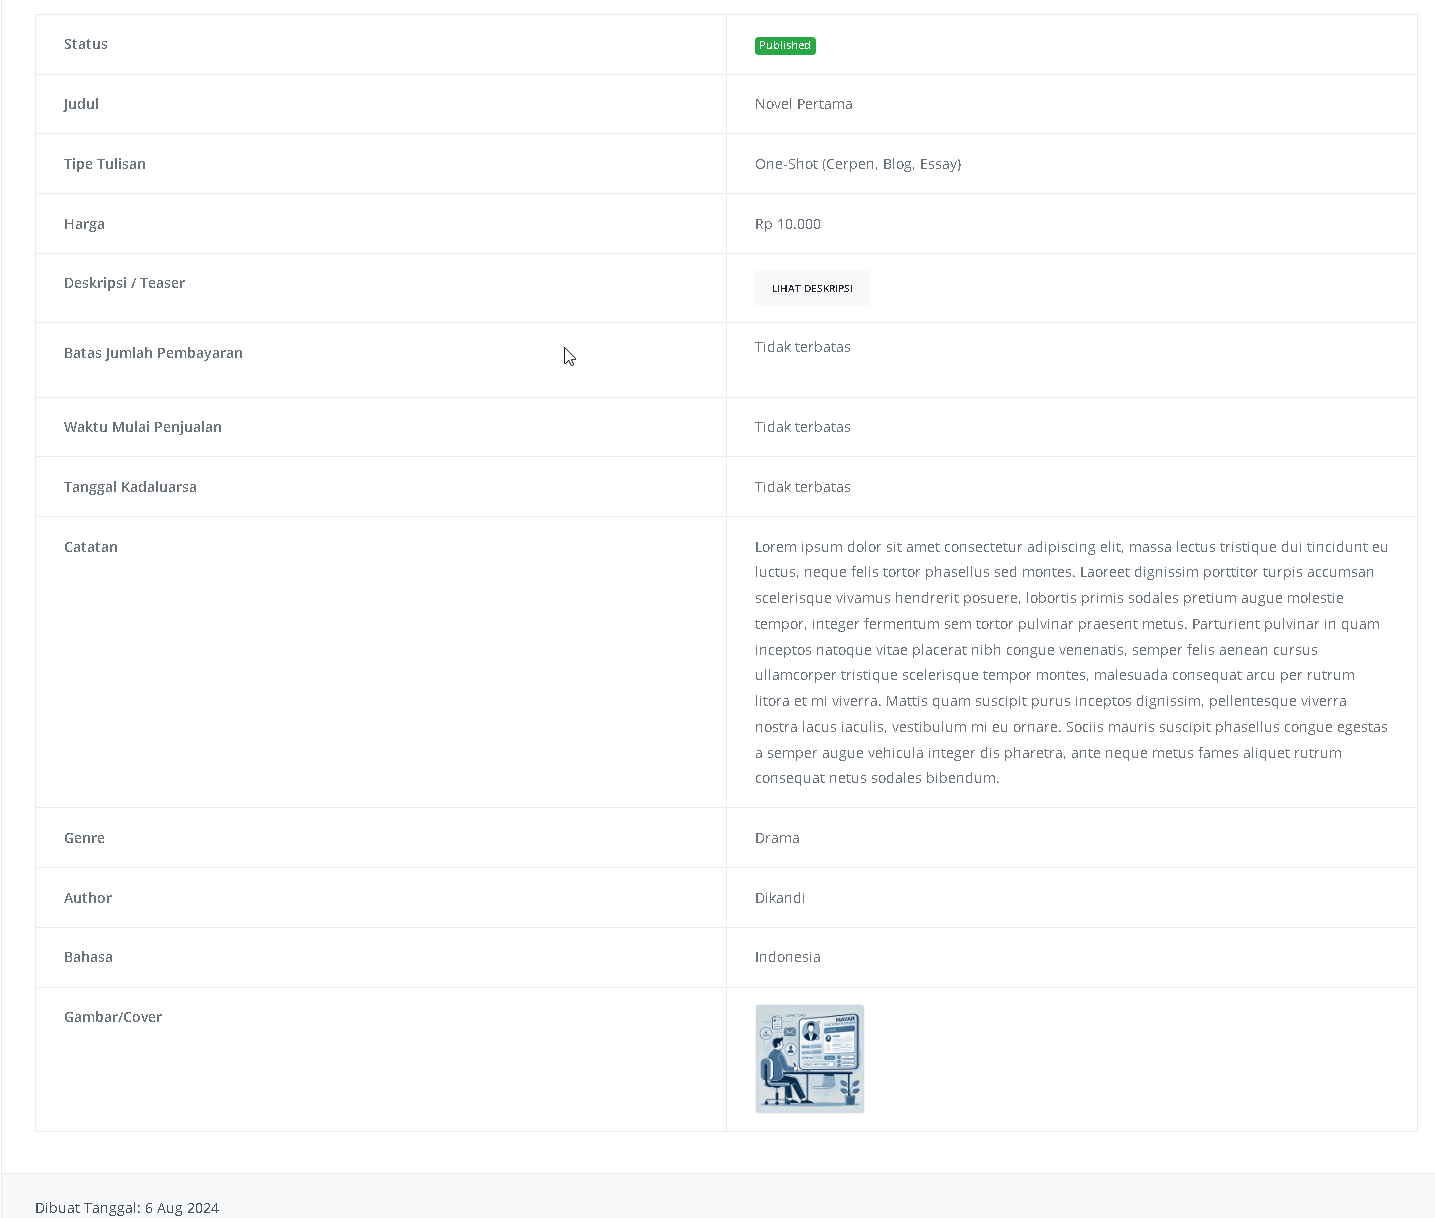 Status
Published
Judul
Novel Pertama
Tipe Tulisan
One-Shot (Cerpen, Blog, Essay}
Harga
Rp 10.000
Deskripsi / Teaser
LIHAT DESKRIPSI
Batas Jumlah Pembayaran
Tidak terbatas
Waktu Mulai Penjualan
Tidak terbatas
Tanggal Kadaluarsa
Tidak terbatas
Catatan
Lorem ipsum dolor sit amet consectetur adipiscing elit, massa lectus tristique dui tincidunt eu
luctus, neque felis tortor phasellus sed montes. Laoreet dignissim porttitor turpis accumsan
scelerisque vivamus hendrerit posuere, lobortis primis sodales pretium augue molestie
tempor, integer fermentum sem tortor pulvinar praesent metus. Parturient pulvinar in quam
inceptos natoque vitae placerat nibh congue venenatis, semper felis aenean cursus
ullamcorper tristique scelerisque tempor montes, malesuada consequat arcu per rutrum
litora et mi viverra. Mattis quam suscipit purus inceptos dignissim, pellentesque viverra
nostra lacus iaculis, vestibulum mi eu ornare. Sociis mauris suscipit phasellus congue egestas
a semper augue vehicula integer dis pharetra, ante neque metus fames aliquet rutrum
consequat netus sodales bibendum.
Genre
Drama
Author
Dikandi
Bahasa
Indonesia
Gambar/Cover
MAYAR
Dibuat Tanggal: 6 Aug 2024